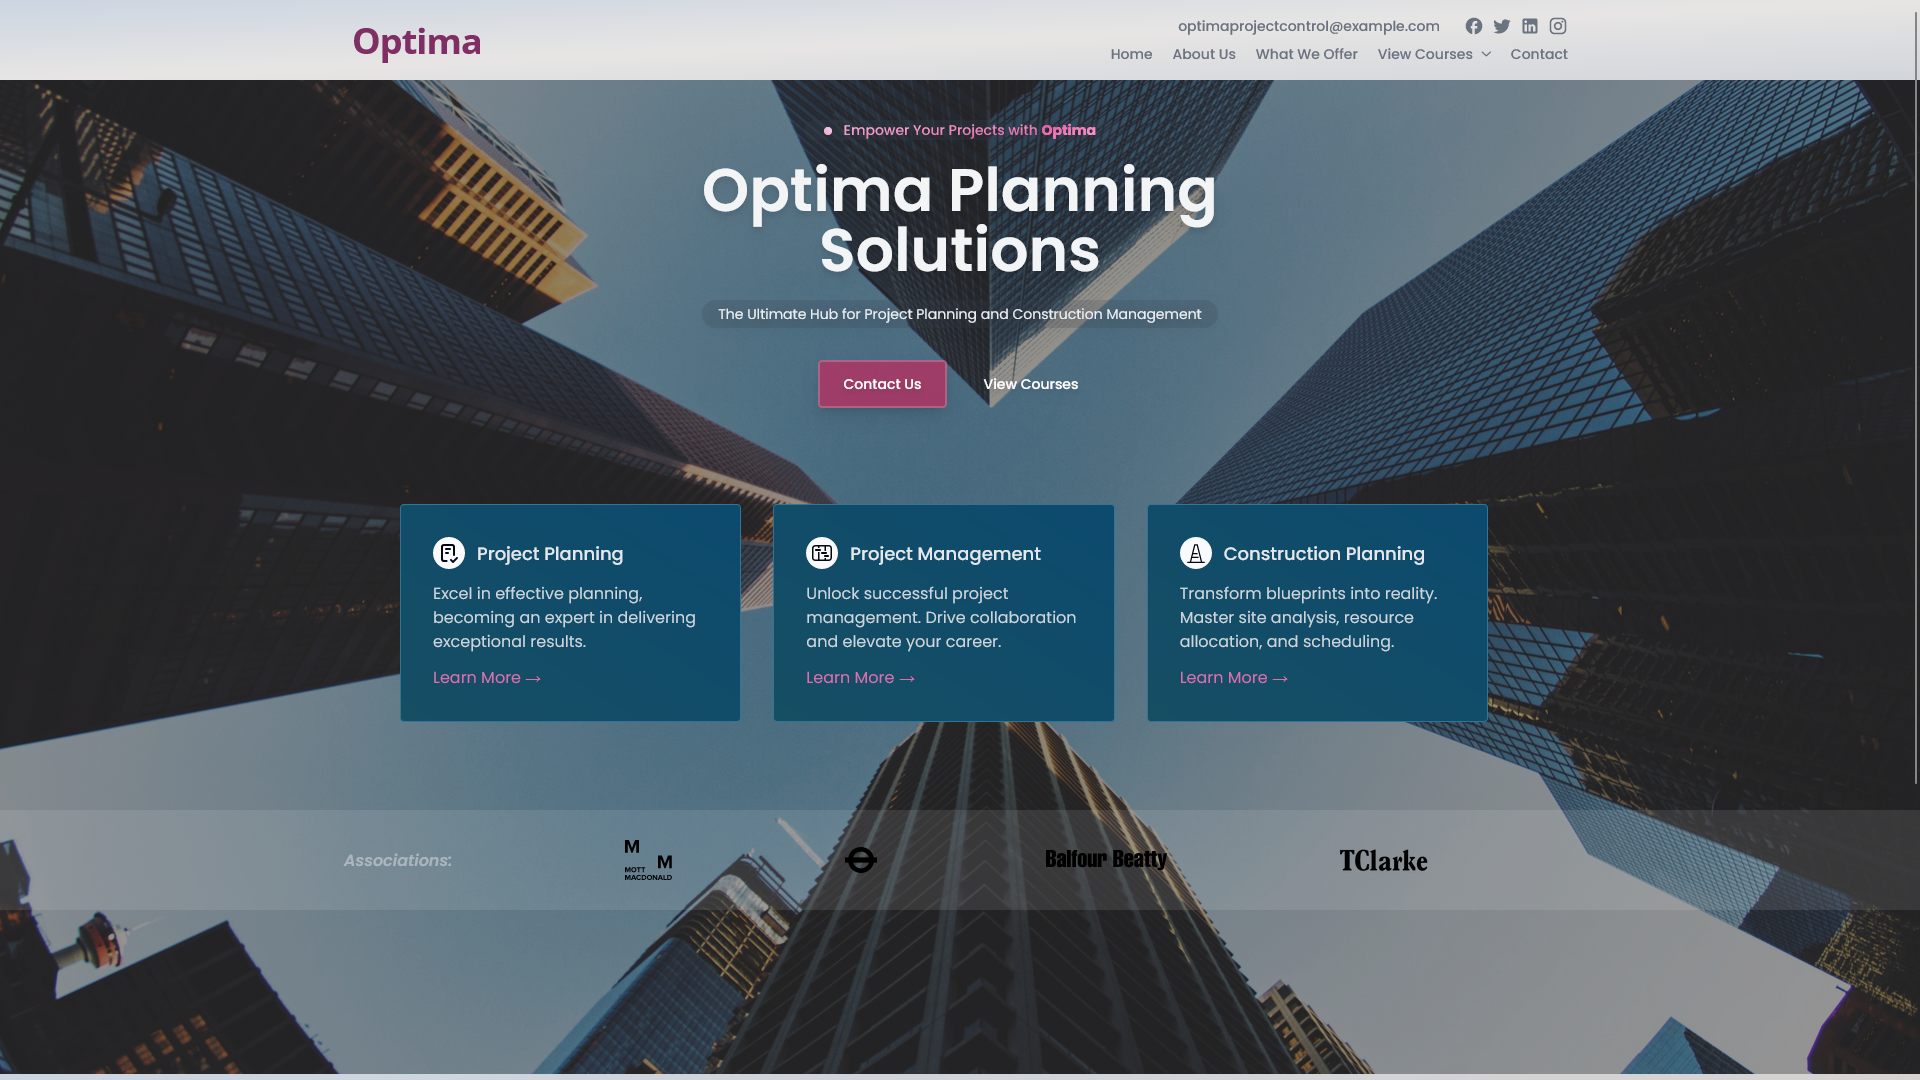 Optima
optimaprojectcontrol@example.com
Home About Us What We Offer View Courses Contact
Empower Your Projects with Optima
Optima Planning
Solutions
The Ultimate Hub for Project Planning and Construction Management
Contact Us View Courses
Project Planning
Excel in effective planning,
becoming an expert in delivering
exceptional results.
Learn More →
Project Management
Unlock successful project
management. Drive collaboration
and elevate your career.
Learn More →
Construction Planning
Transform blueprints into reality.
Master site analysis, resource
allocation, and scheduling.
Learn More →
Associations:
M
M
MOTT
MACDONALD
Balfour Beatty
TClarke